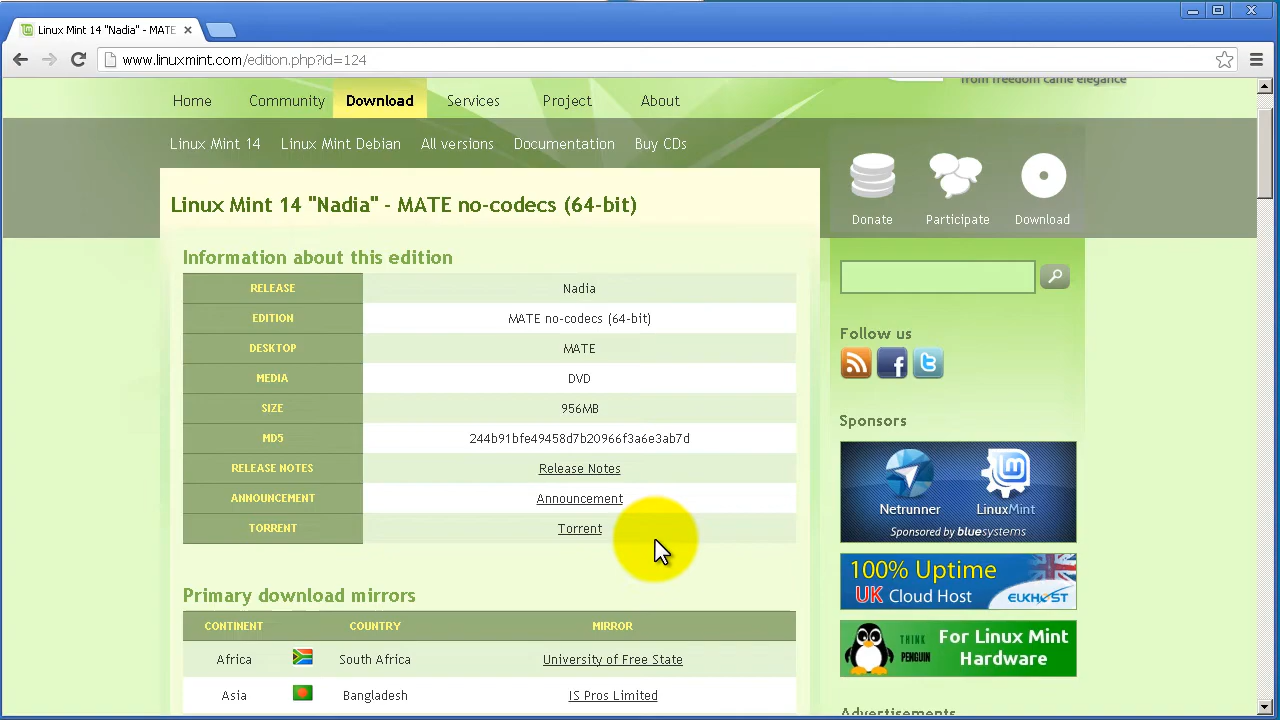 Linux Mint 14 "Nadia" - MATE
www.linuxmint.com/edition.php?id=124
from freedom came elegance
Home Community Download Services Project About
Linux Mint 14 Linux Mint Debian All versions Documentation Buy CDs
Donate Participate Download
Linux Mint 14 "Nadia" - MATE no-codecs (64-bit)
Information about this edition
RELEASE Nadia
EDITION MATE no-codecs (64-bit)
DESKTOP MATE
MEDIA DVD
SIZE 956MB
MD5 244b91bfe49458d7b20966f3a6e3ab7d
RELEASE NOTES Release Notes
ANNOUNCEMENT Announcement
TORRENT Torrent
Primary download mirrors
CONTINENT COUNTRY MIRROR
Africa South Africa University of Free State
Asia Bangladesh IS Pros Limited
Follow us
Sponsors
Netrunner LinuxMint
Sponsored by bluesystems
100% Uptime
UK Cloud Host EUKHOST
THINK
PENGUIN
For Linux Mint
Hardware
Advertisements